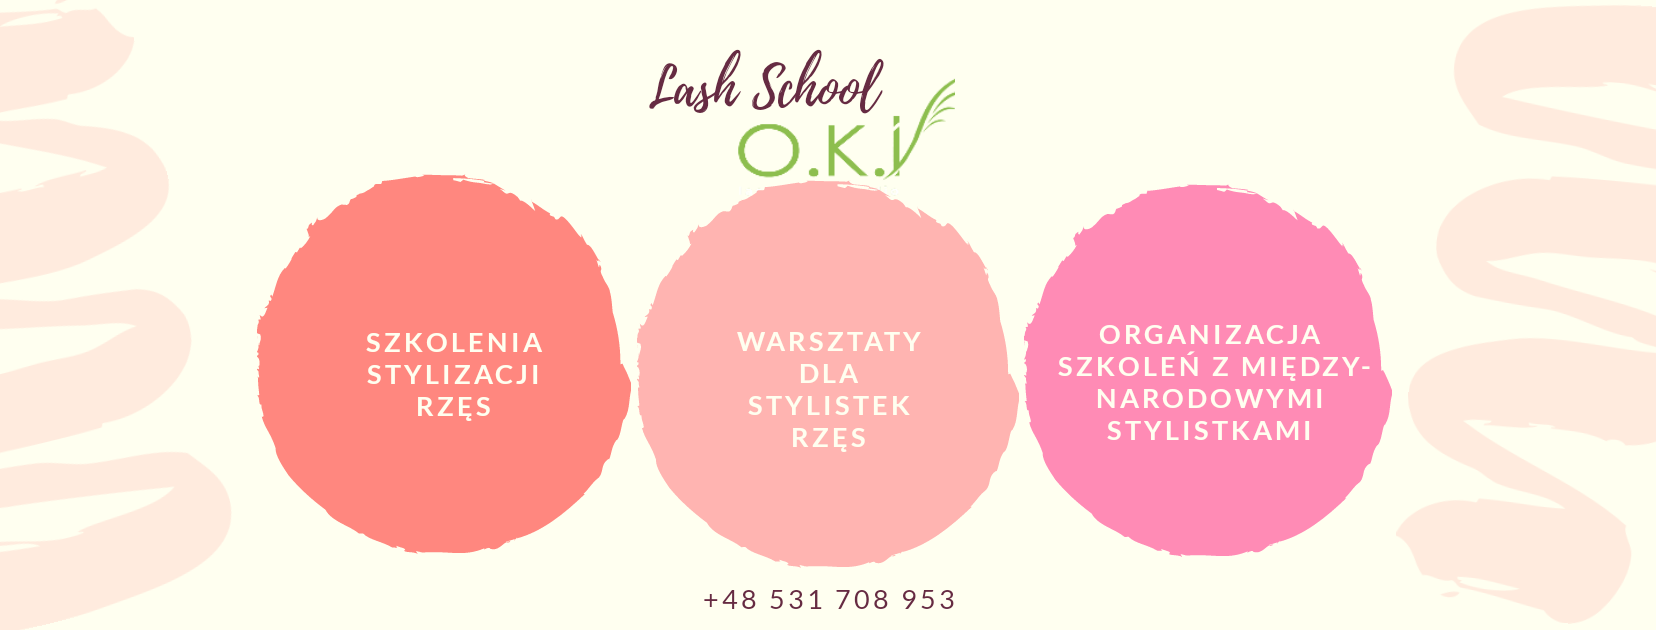 Lash School
O.K.i
SZKOLENIA
STYLIZACJI
RZĘS
WARSZTATY
DLA
STYLISTEK
RZĘS
ORGANIZACJA
SZKOLEŃ Z MIĘDZY-
NARODOWYMI
STYLISTKAMI
+48 531 708 953